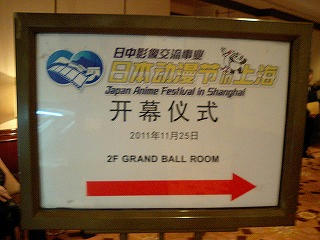 日中影像交流事业
日本动漫节in上海
Japan Anime Festival in Shanghai
开幕仪式
2011年11月25日
2F GRAND BALL ROOM